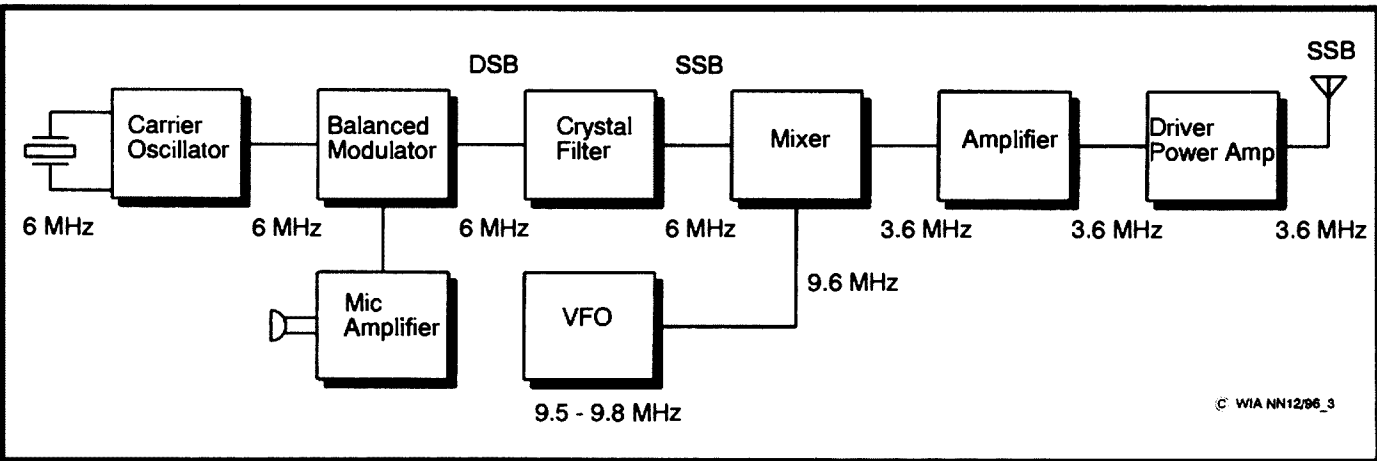 DSB
SSB
SSB
Carrier
Oscillator
Balanced
Modulator
Crystal
Filter
Mixer
Amplifier
Driver
Power Amp
6 MHz
6 MHz
6 MHz
6 MHz
3.6 MHz
3.6 MHz
3.6 MHz
Mic
Amplifier
VFO
9.6 MHz
9.5 - 9.8 MHz
© WIA NN12/96_3